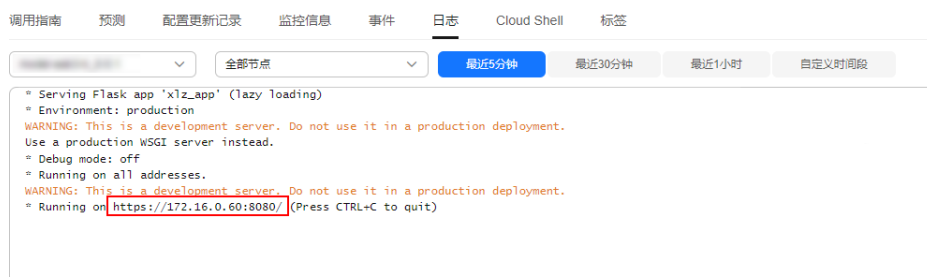 调用指南 预测 配置更新记录 监控信息 事件 日志 Cloud Shell 标签
全部节点 最近5分钟 最近30分钟 最近1小时 自定义时间段
* Serving Flask app 'xlz_app' (lazy loading)
* Environment: production
WARNING: This is a development server. Do not use it in a production deployment.
Use a production WSGI server instead.
* Debug mode: off
* Running on all addresses.
WARNING: This is a development server. Do not use it in a production deployment.
* Running on https://172.16.0.60:8080/ (Press CTRL+C to quit)